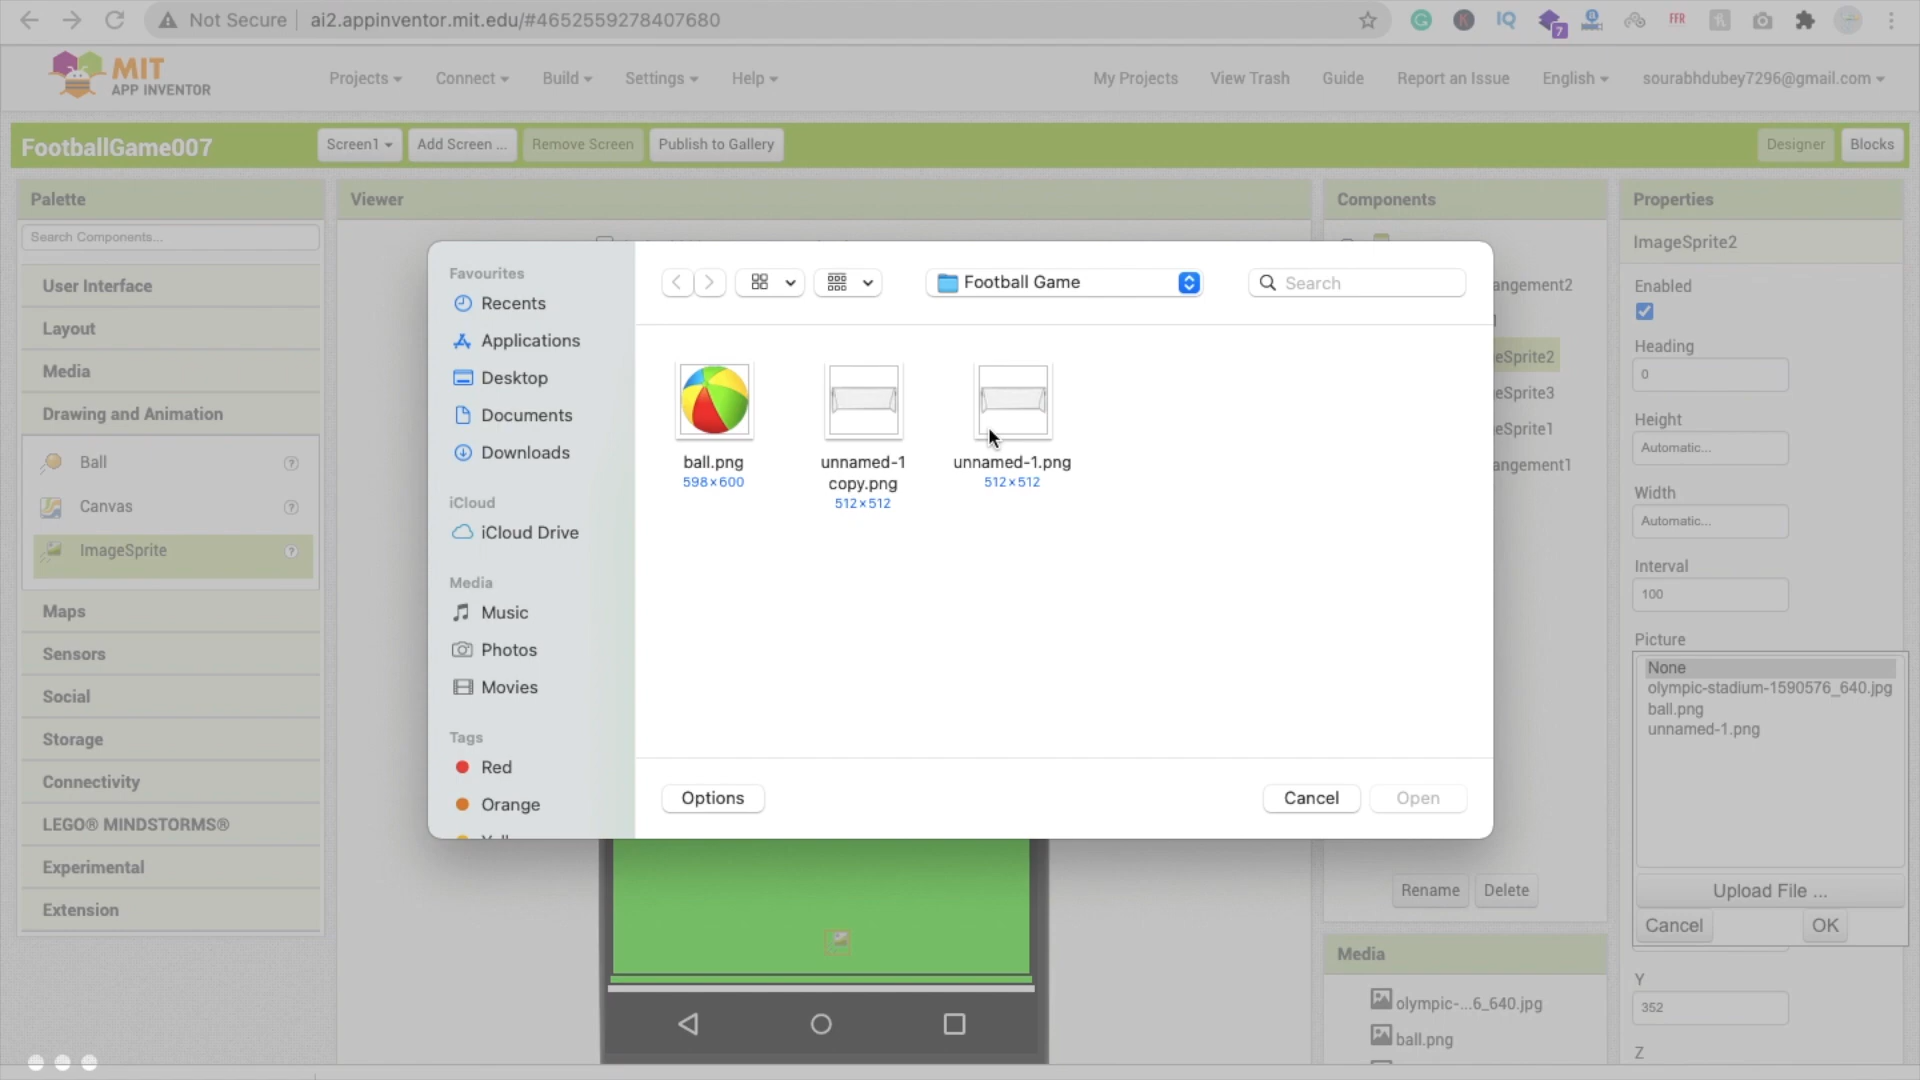 Not Secure
ai2.appinventor.mit.edu/#4652559278407680
IQ
7
FFR
MIT
APP INVENTOR
Projects
Connect
Build
Settings
Help
My Projects
View Trash
Guide
Report an Issue
English
sourabhdubey7296@gmail.com
FootballGame007
Screen1
Add Screen ...
Remove Screen
Publish to Gallery
Designer
Blocks
Palette
Viewer
Components
Properties
Search Components...
User Interface
Layout
Media
Drawing and Animation
Ball
Canvas
ImageSprite
Maps
Sensors
Social
Storage
Connectivity
LEGO® MINDSTORMS®
Experimental
Extension
Favourites
Recents
Applications
Desktop
Documents
Downloads
iCloud
iCloud Drive
Media
Music
Photos
Movies
Tags
Red
Orange
Football Game
Search
ball.png
598×600
unnamed-1
copy.png
512×512
unnamed-1.png
512×512
Options
Cancel
Open
angement2
eSprite2
eSprite3
eSprite1
angement1
Rename
Delete
Media
olympic-...6_640.jpg
ball.png
ImageSprite2
Enabled
Heading
0
Height
Automatic...
Width
Automatic...
Interval
100
Picture
None
olympic-stadium-1590576_640.jpg
ball.png
unnamed-1.png
Upload File ...
Cancel
OK
Y
352
Z